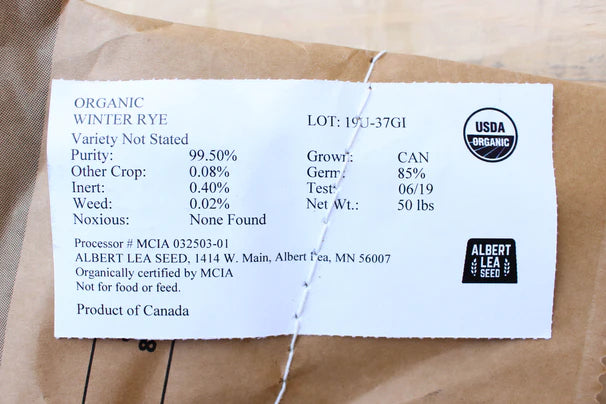 ORGANIC
WINTER RYE
LOT: 19U-37GI
Variety Not Stated
Purity: 99.50% Grown: CAN
Other Crop: 0.08% Germ: 85%
Inert: 0.40% Test: 06/19
Weed: 0.02% Net Wt.: 50 lbs
Noxious: None Found
Processor # MCIA 032503-01
ALBERT LEA SEED, 1414 W. Main, Albert Lea, MN 56007
Organically certified by MCIA
Not for food or feed.
Product of Canada
USDA
ORGANIC
ALBERT
LEA
SEED